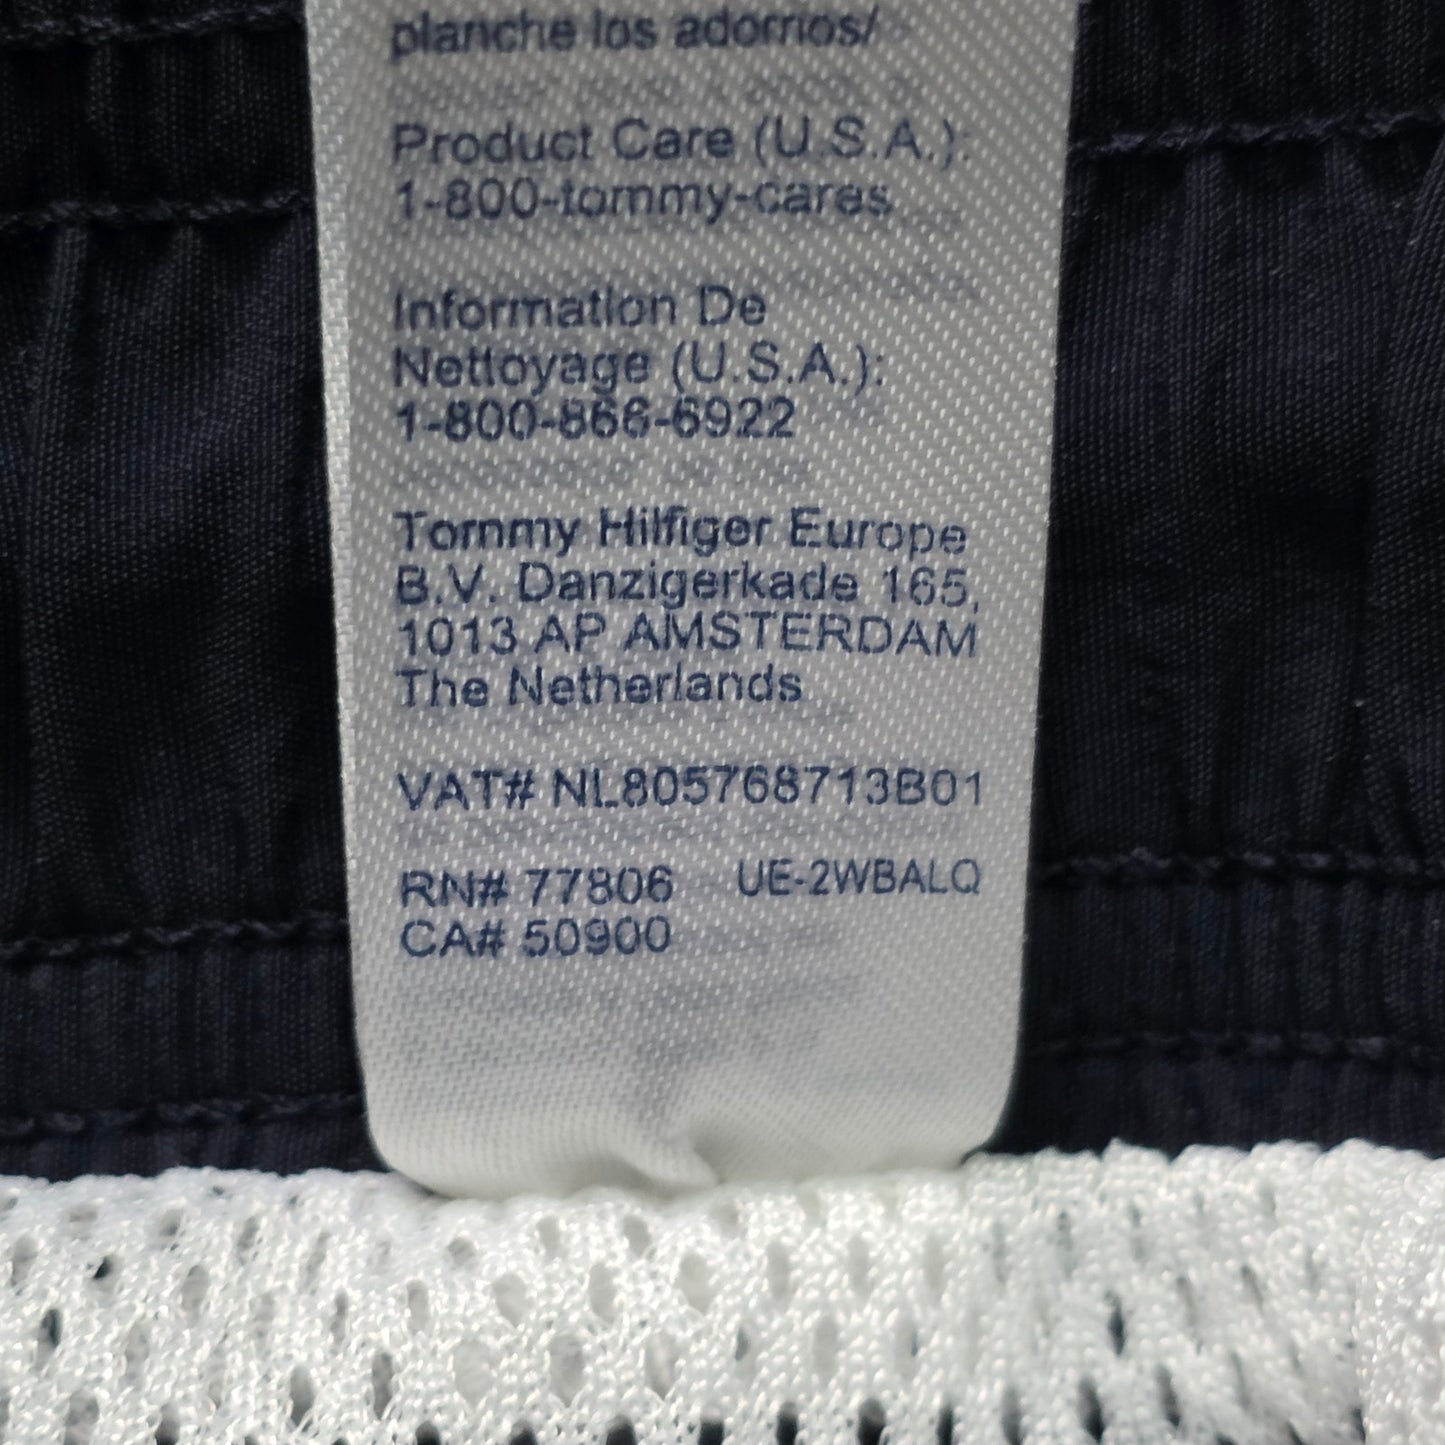 planche los adornos/
Product Care (U.S.A.):
1-800-tommy-cares
Information De
Nettoyage (U.S.A.):
1-800-866-6922
Tommy Hilfiger Europe
B.V. Danzigerkade 165,
1013 AP AMSTERDAM
The Netherlands
VAT# NL805768713B01
RN# 77806 UE-2WBALQ
CA# 50900